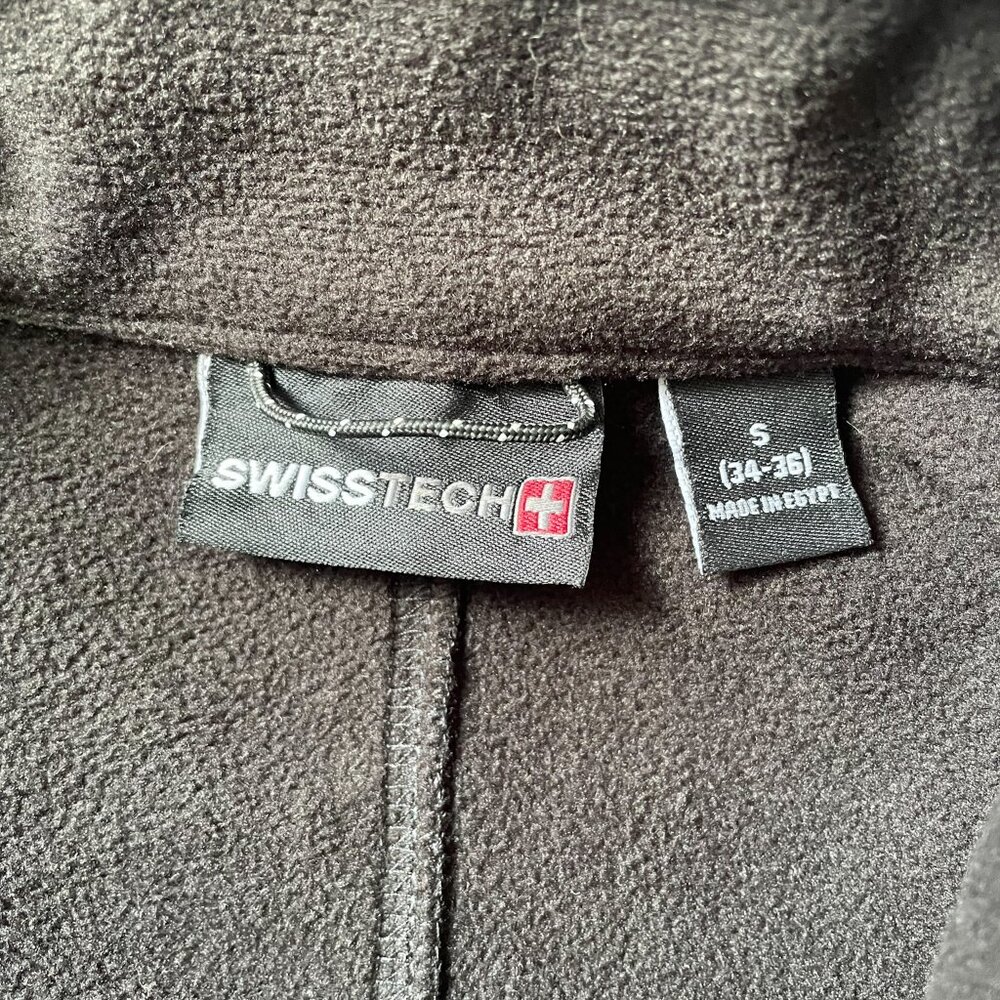 SWISSTECH
S
(34-36)
MADE IN EGYPT